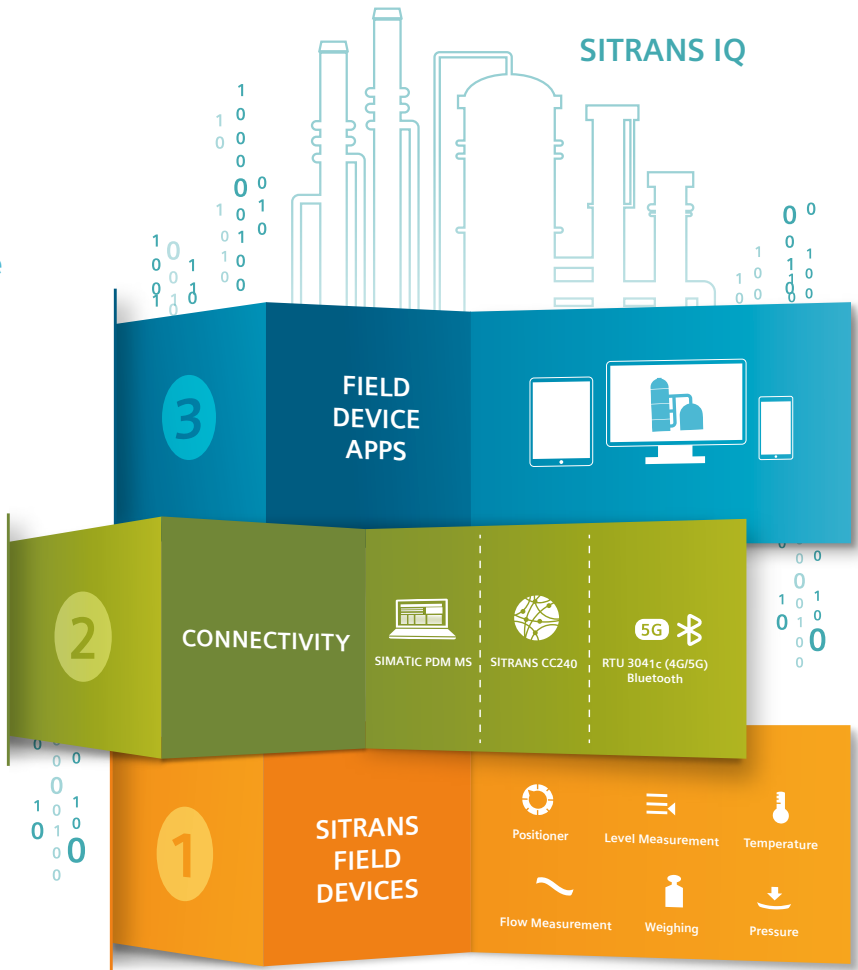 SITRANS IQ
e
3
FIELD
DEVICE
APPS
2
CONNECTIVITY
SIMATIC PDM MS
SITRANS CC240
5G
RTU 3041c (4G/5G)
Bluetooth
1
SITRANS
FIELD
DEVICES
Positioner
Level Measurement
Temperature
Flow Measurement
Weighing
Pressure